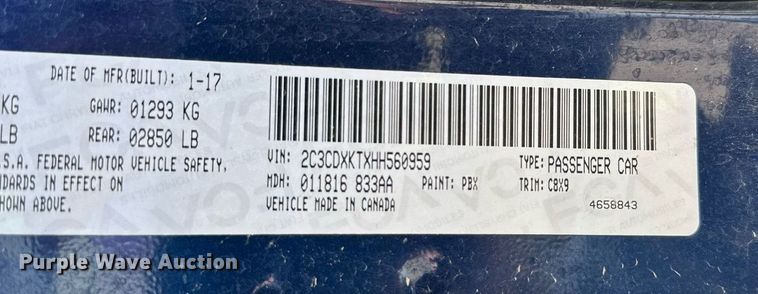 DATE OF MFR(BUILT): 1-17
KG GAWR: 01293 KG
LB REAR: 02850 LB
.S.A. FEDERAL MOTOR VEHICLE SAFETY,
NDARDS IN EFFECT ON
HOWN ABOVE.
VIN: 2C3CDXKTXHH560959 TYPE: PASSENGER CAR
MDH: 011816 833AA PAINT: PBX TRIM: C8X9
VEHICLE MADE IN CANADA 4658843
Purple Wave Auction